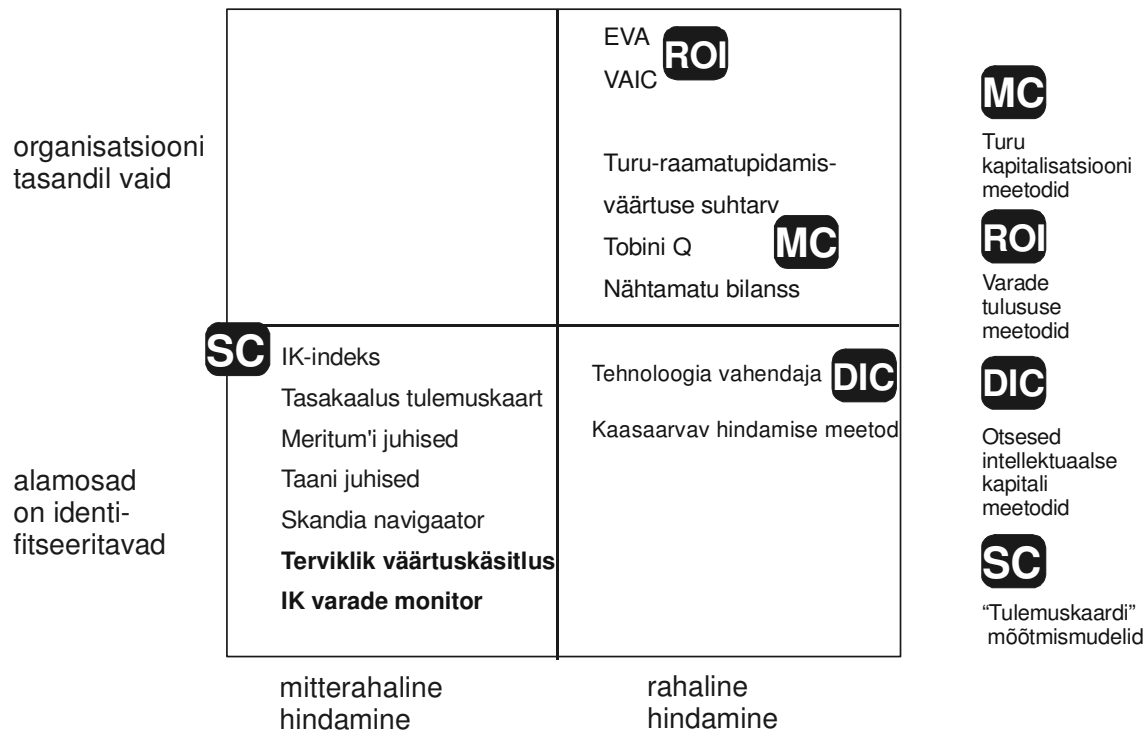 EVA
ROI
VAIC
organisatsiooni
tasandil vaid
Turu-raamatupidamis-
väärtuse suhtarv
Tobini Q
MC
Nähtamatu bilanss
SC
IK-indeks
Tasakaalus tulemuskaart
Meritum'i juhised
Taani juhised
Skandia navigaator
Terviklik väärtuskäsitlus
IK varade monitor
alamosad
on identi-
fitseeritavad
Tehnoloogia vahendaja
DIC
Kaasaarvav hindamise meetod
mitterahaline
hindamine
rahaline
hindamine
MC
Turu
kapitalisatsiooni
meetodid
ROI
Varade
tulususe
meetodid
DIC
Otsesed
intellektuaalse
kapitali
meetodid
SC
“Tulemuskaardi”
mõõtmismudelid